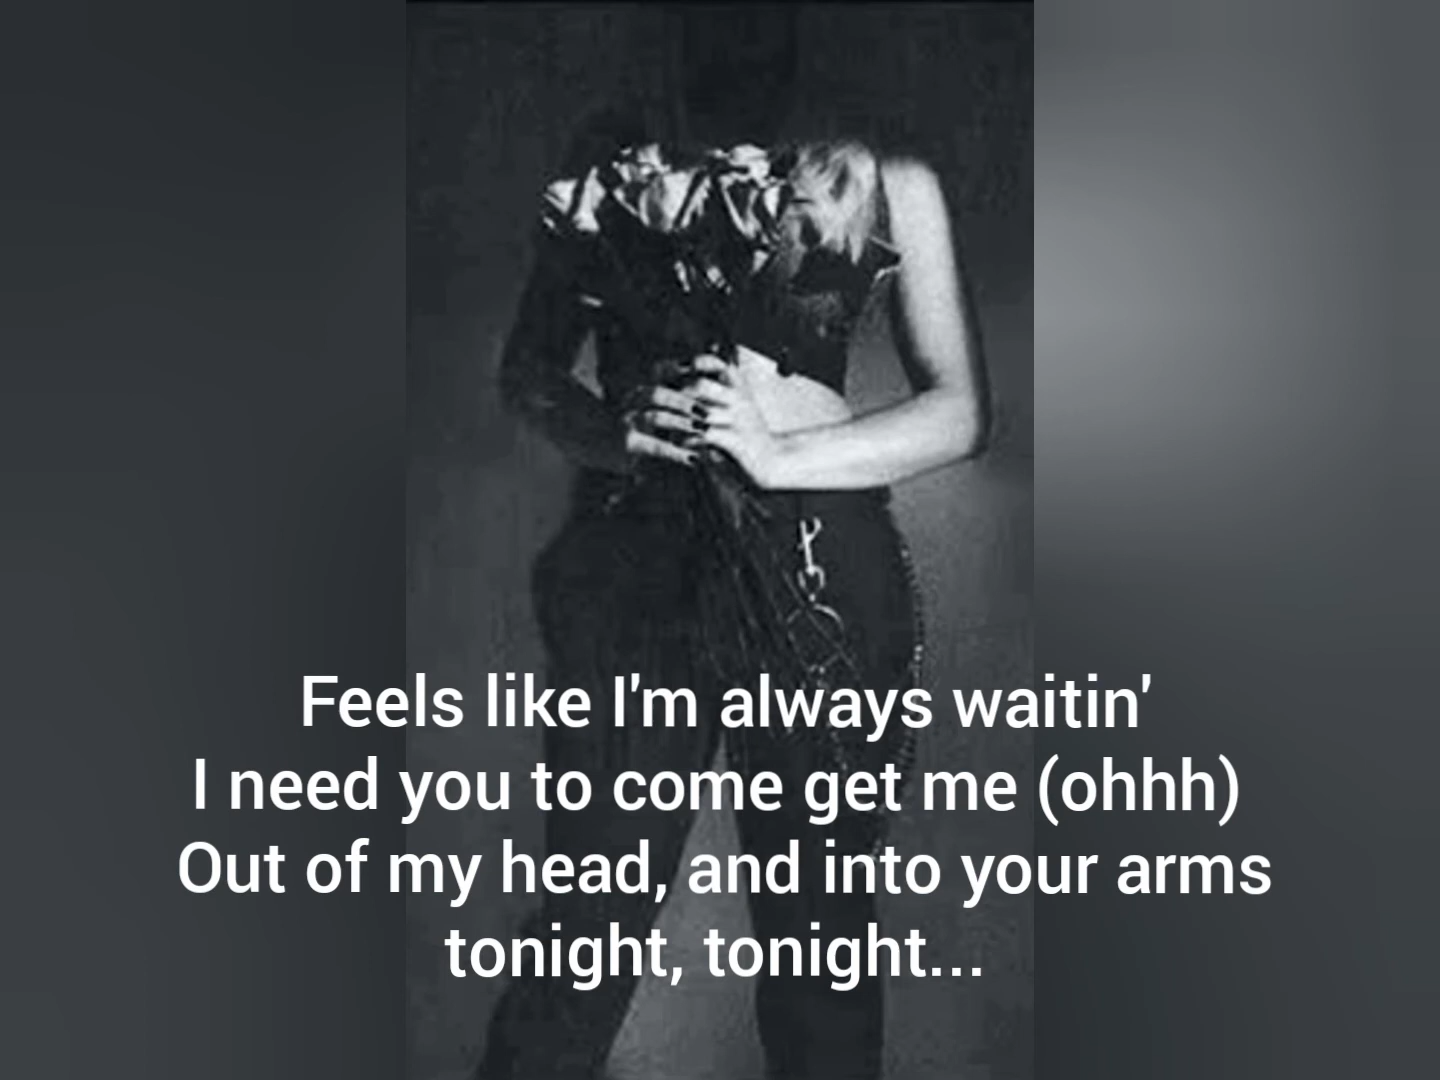 Feels like I'm always waitin'
I need you to come get me (ohhh)
Out of my head, and into your arms
tonight, tonight...